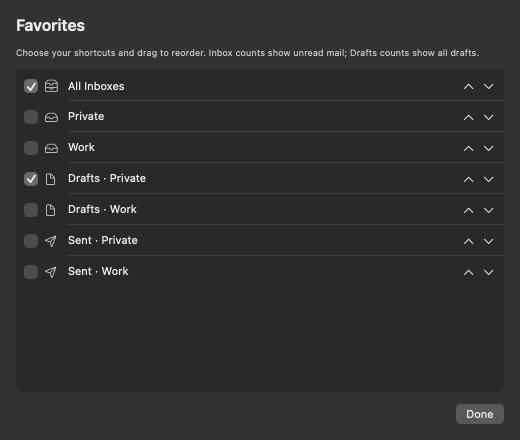 Favorites
Choose your shortcuts and drag to reorder. Inbox counts show unread mail; Drafts counts show all drafts.
All Inboxes
Private
Work
Drafts · Private
Drafts · Work
Sent · Private
Sent · Work
Done